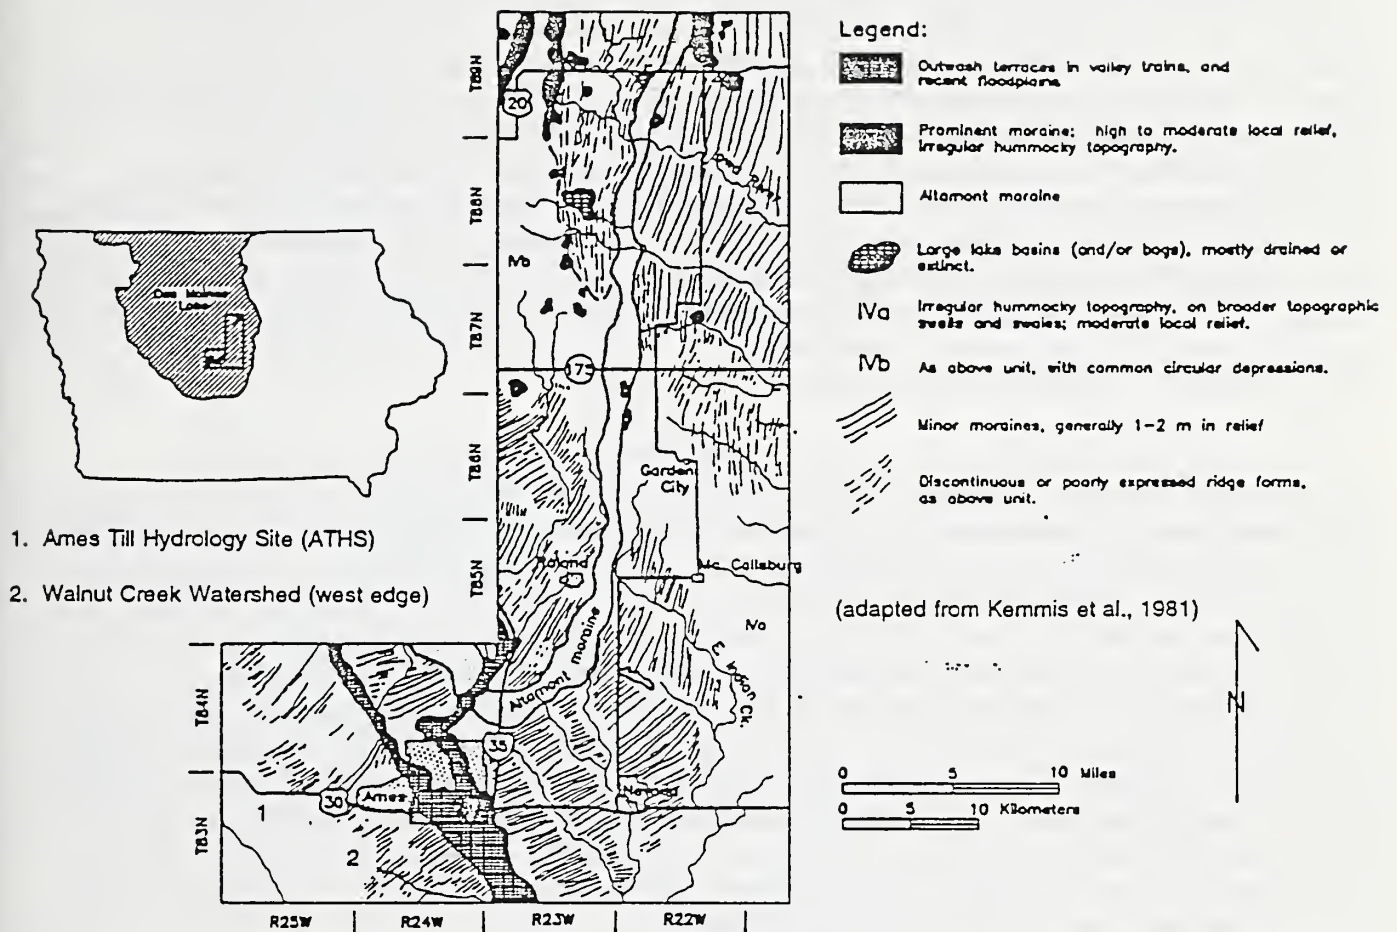 Legend:
Outwash terraces in valley trains, and
recent floodplains
Prominent moraine; high to moderate local relief,
Irregular hummocky topography.
Altamont moraine
Large lake basins (and/or bogs), mostly drained or
extinct.
IVa
Irregular hummocky topography, on broader topographic
swells and swales; moderate local relief.
IVb
As above unit, with common circular depressions.
Minor moraines, generally 1-2 m in relief
Discontinuous or poorly expressed ridge forms,
as above unit.
Des Moines
Lobe
1. Ames Till Hydrology Site (ATHS)
2. Walnut Creek Watershed (west edge)
(adapted from Kemmis et al., 1981)
T89N
20
T88N
IVb
T87N
175
T86N
Garden
City
T85N
Roland
Mc Callsburg
IVa
Altamont moraine
E. Indian Ck.
T84N
35
30
Ames
Nevada
1
2
T83N
R25W
R24W
R23W
R22W
N
0 5 10 Miles
0 5 10 Kilometers